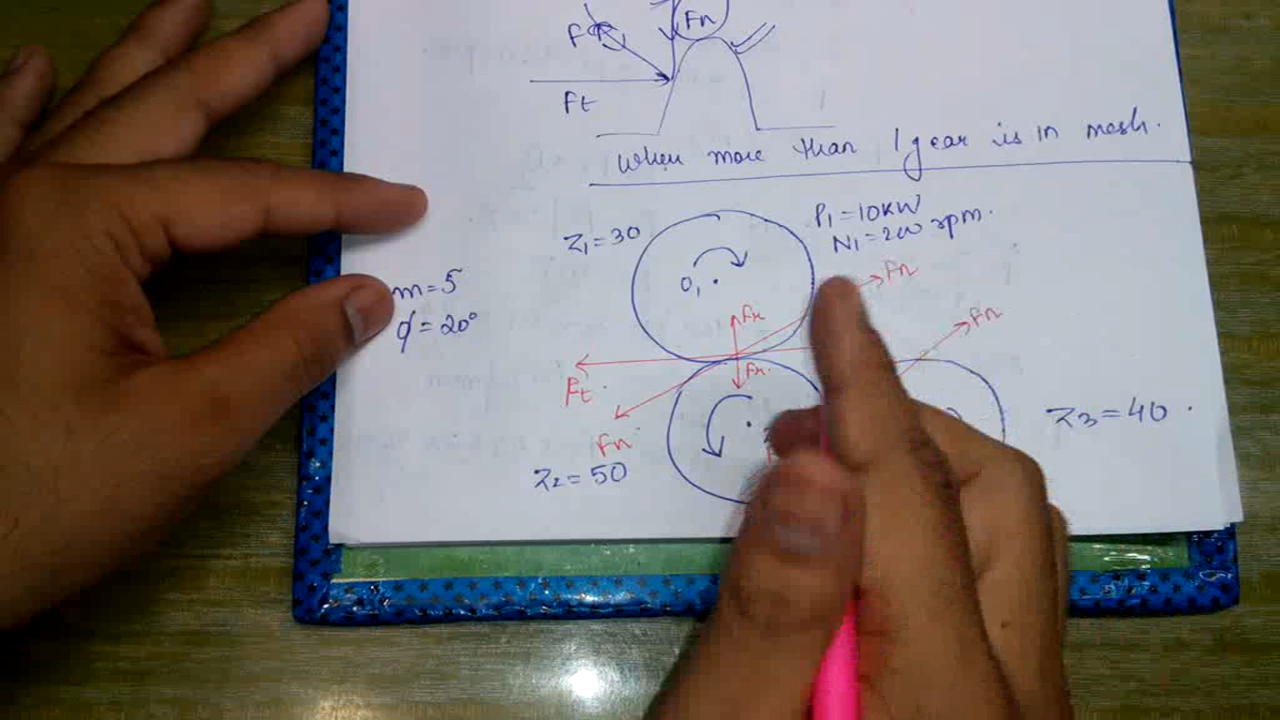 Fn
Ft
When more than 1 gear is in mesh.
P1=10KW
N1=200 rpm.
Z1=30
O1
m=5
φ=20°
Fn
Fr
Fn
Fr.
Ft
Fn
Z3=40
Z2=50